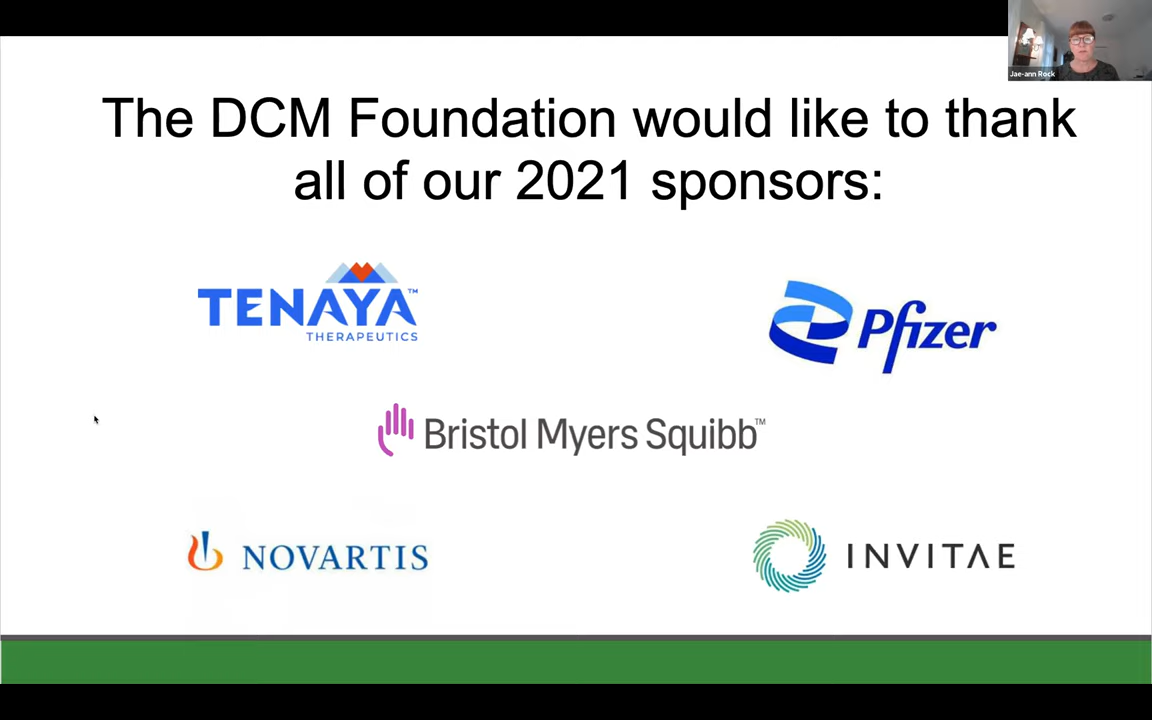 Jae-ann Rock
The DCM Foundation would like to thank
all of our 2021 sponsors:
TENAYA™
THERAPEUTICS
Pfizer
Bristol Myers Squibb™
NOVARTIS
INVITAE